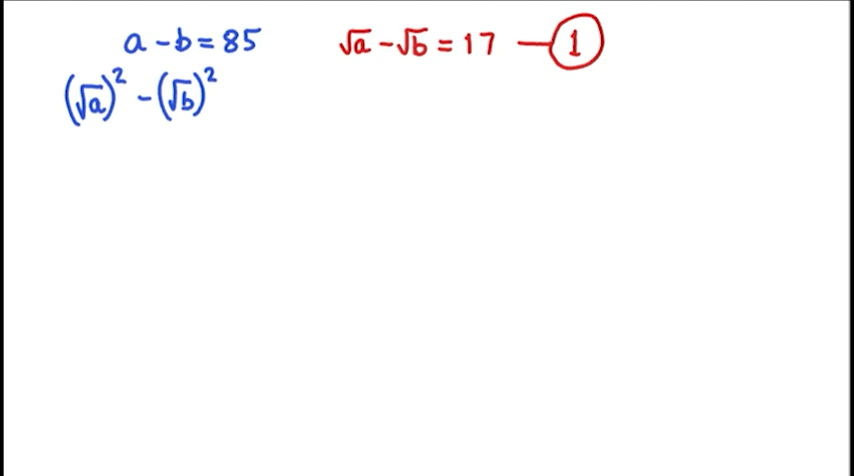 a - b = 85 √a - √b = 17 — 1
(√a)² - (√b)²